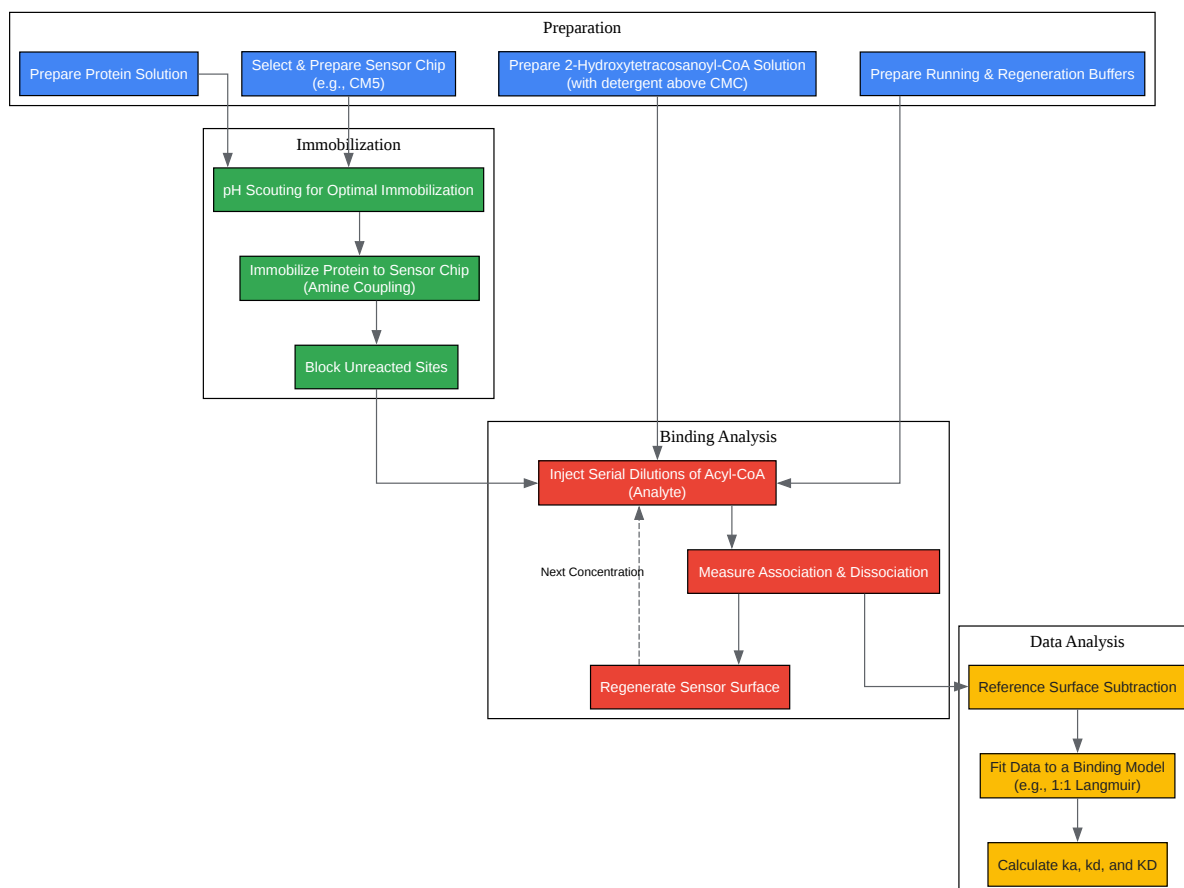 Preparation
Prepare Protein Solution
Select & Prepare Sensor Chip
(e.g., CM5)
Prepare 2-Hydroxytetracosanoyl-CoA Solution
(with detergent above CMC)
Prepare Running & Regeneration Buffers
Immobilization
pH Scouting for Optimal Immobilization
Immobilize Protein to Sensor Chip
(Amine Coupling)
Block Unreacted Sites
Binding Analysis
Inject Serial Dilutions of Acyl-CoA
(Analyte)
Next Concentration
Measure Association & Dissociation
Regenerate Sensor Surface
Data Analysis
Reference Surface Subtraction
Fit Data to a Binding Model
(e.g., 1:1 Langmuir)
Calculate ka, kd, and KD